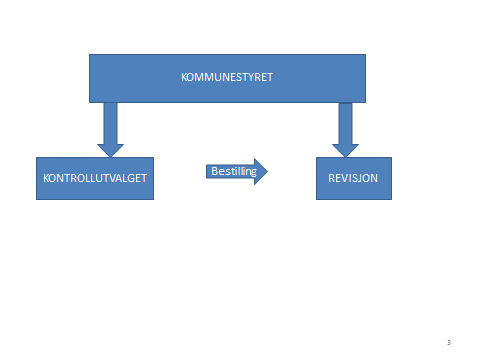 KOMMUNESTYRET
KONTROLLUTVALGET
Bestilling
REVISJON
3